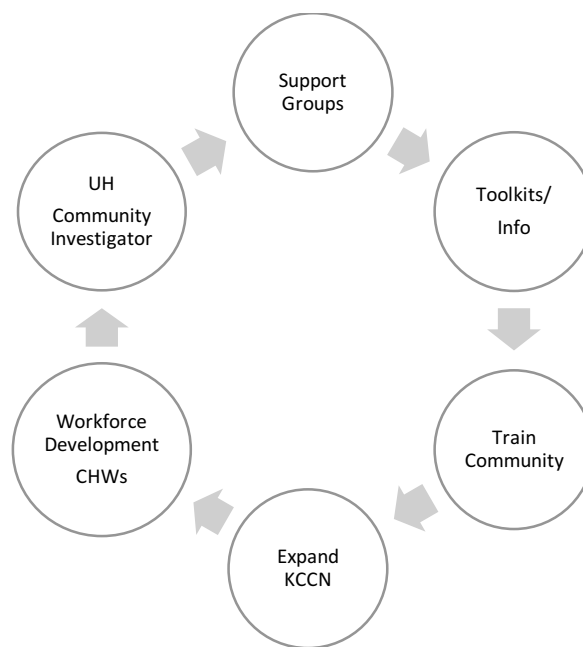 Support
Groups
Toolkits/
Info
Train
Community
Expand
KCCN
Workforce
Development
CHWs
UH
Community
Investigator